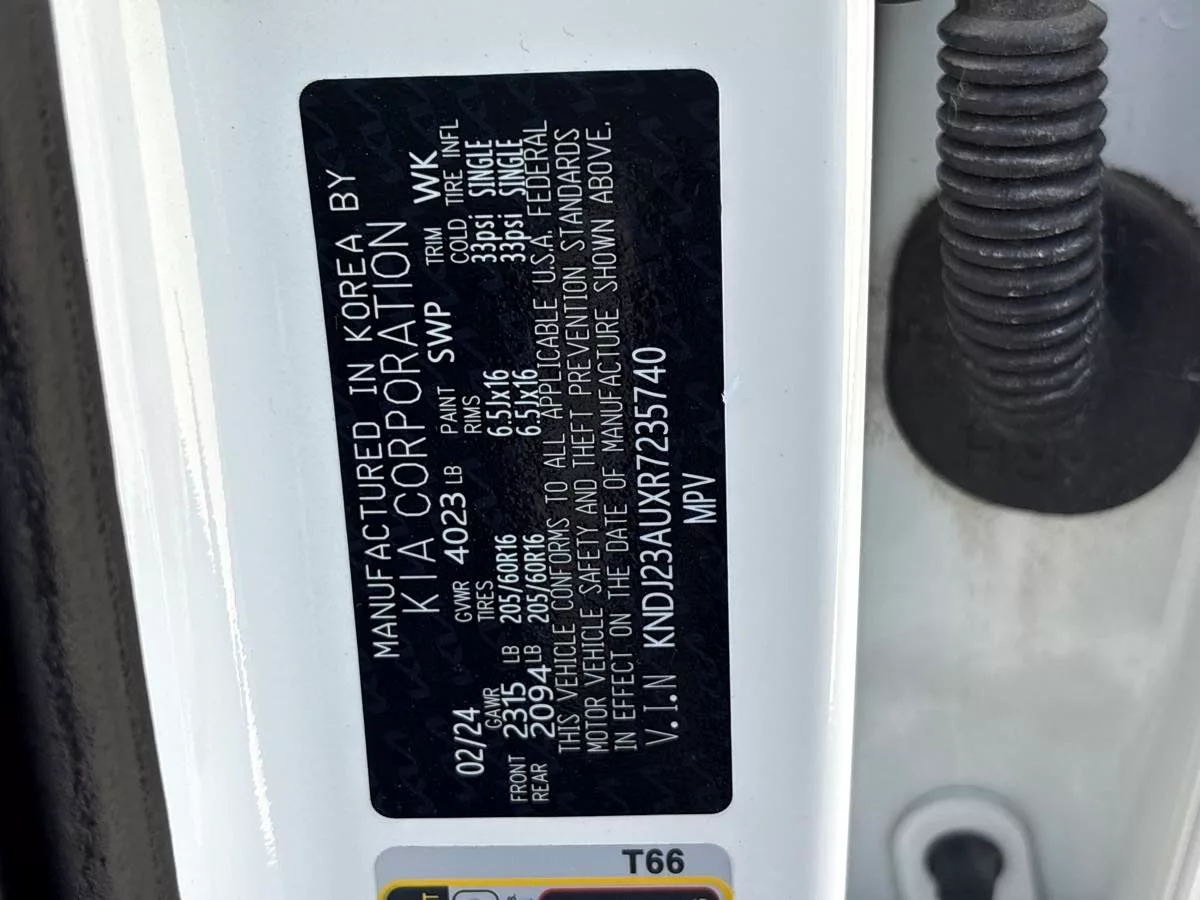 MANUFACTURED IN KOREA BY
KIA CORPORATION
02/24 GVWR 4023 LB PAINT SWP TRIM WK
GAWR TIRES RIMS COLD TIRE INFL
FRONT 2315 LB 205/60R16 6.5Jx16 33psi SINGLE
REAR 2094 LB 205/60R16 6.5Jx16 33psi SINGLE
THIS VEHICLE CONFORMS TO ALL APPLICABLE U.S.A. FEDERAL
MOTOR VEHICLE SAFETY AND THEFT PREVENTION STANDARDS
IN EFFECT ON THE DATE OF MANUFACTURE SHOWN ABOVE.
V.I.N KNDJ23AUXR7235740
MPV
T66